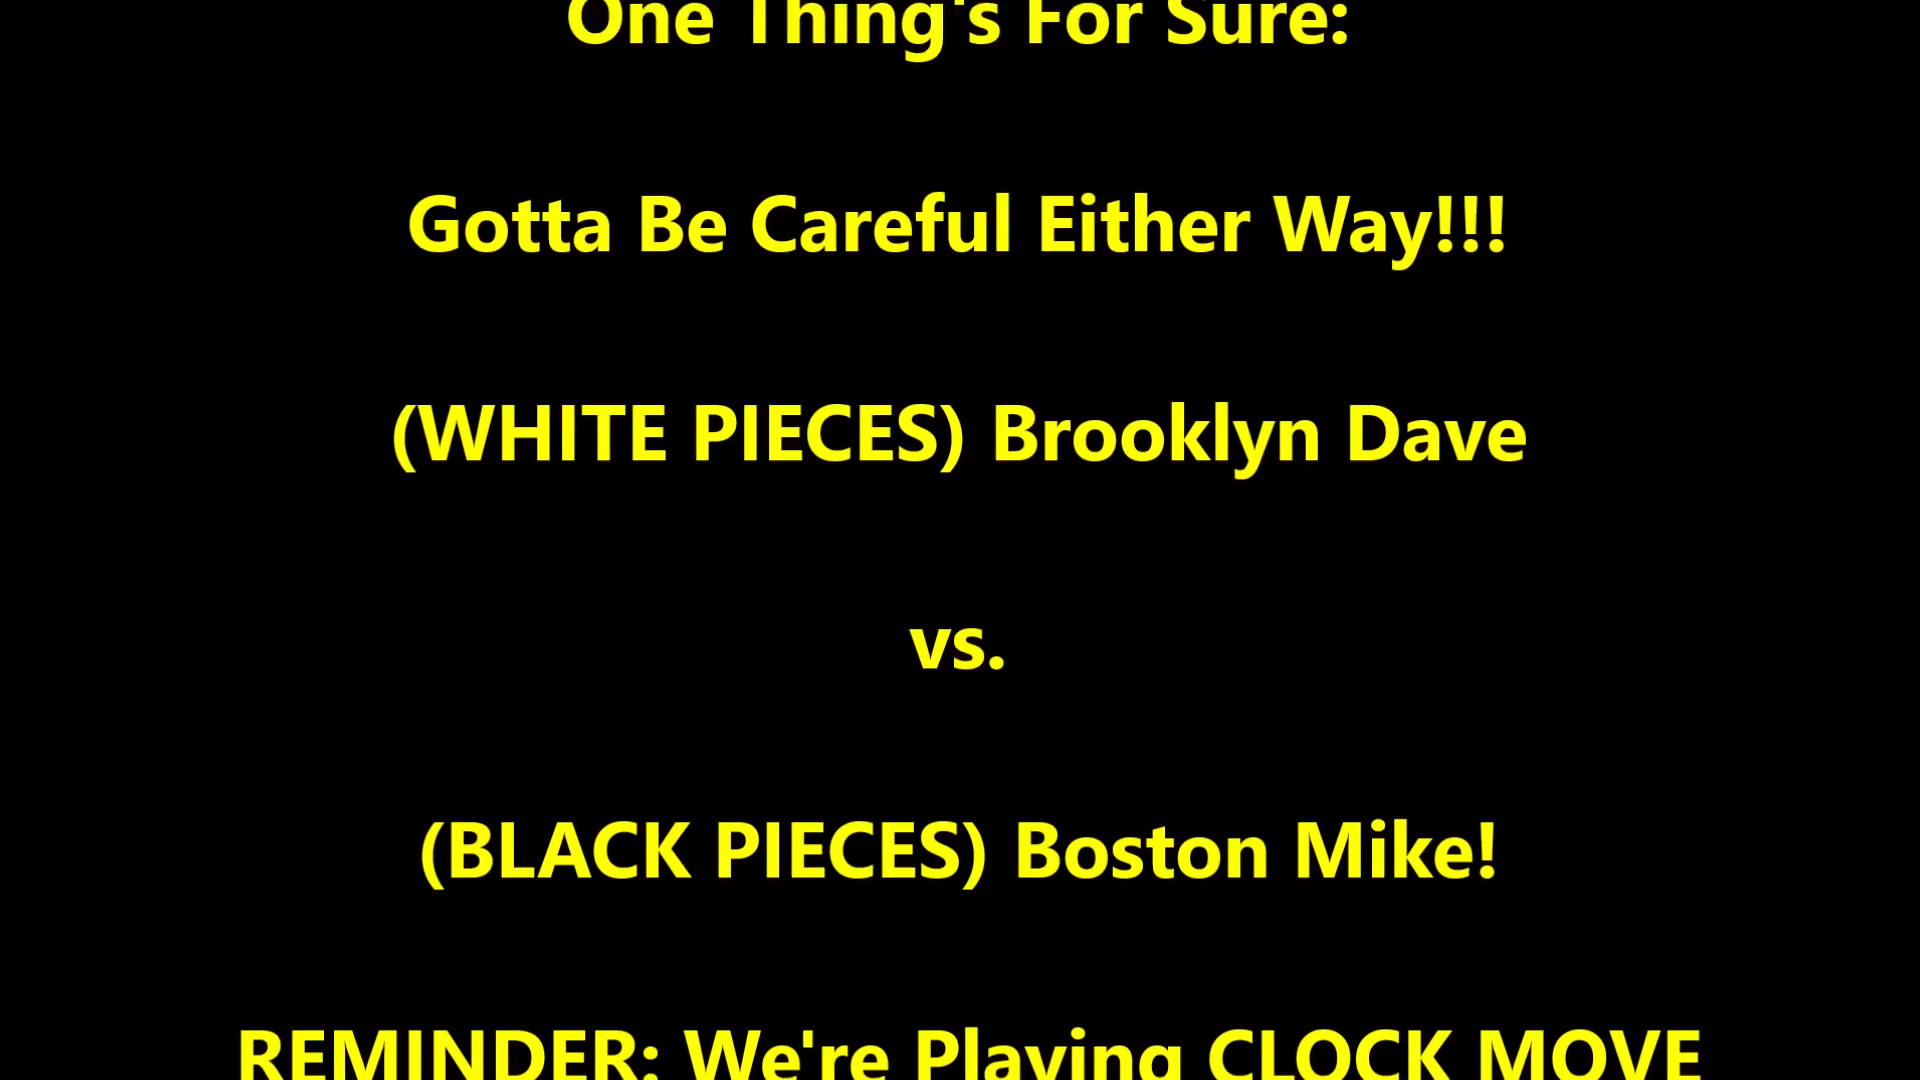 One Thing's For Sure:
Gotta Be Careful Either Way!!!
(WHITE PIECES) Brooklyn Dave
vs.
(BLACK PIECES) Boston Mike!
REMINDER: We're Playing CLOCK MOVE